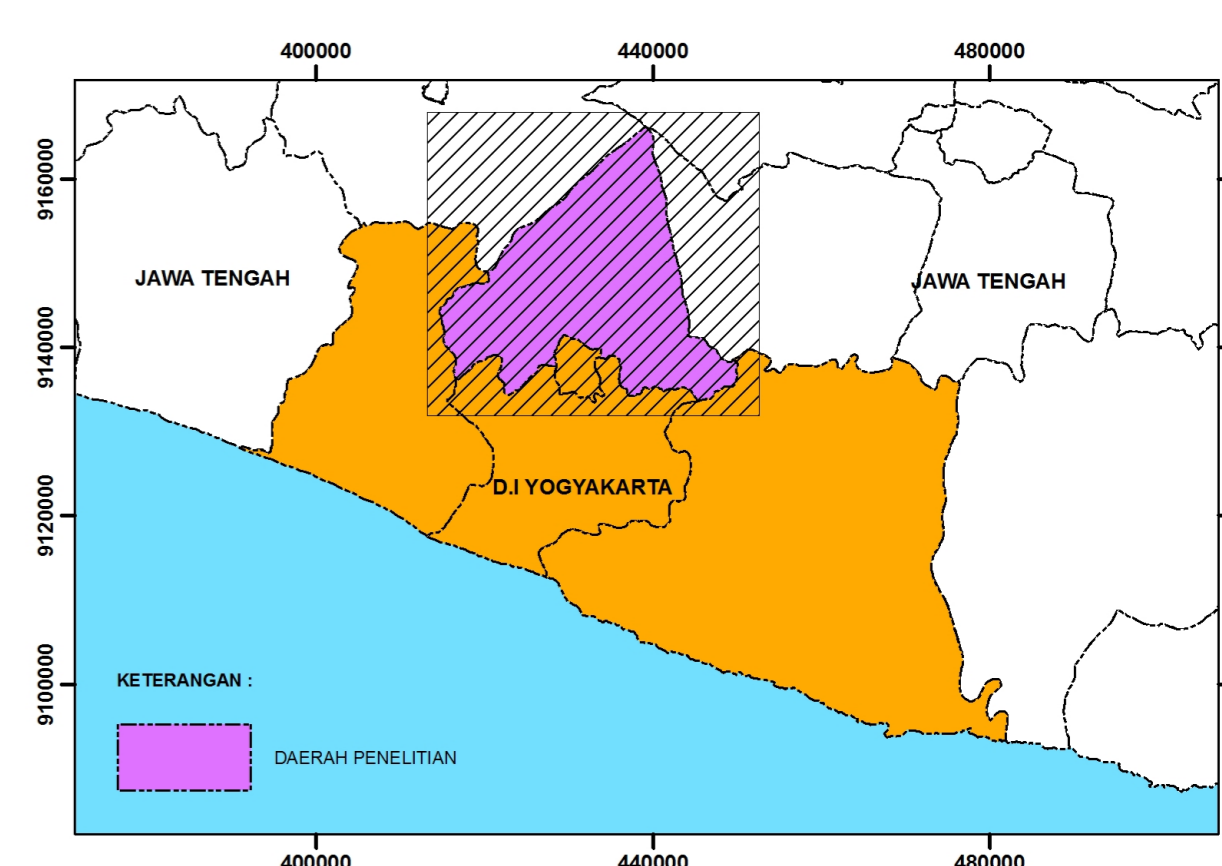 400000 440000 480000
9160000
JAWA TENGAH
JAWA TENGAH
9140000
D.I YOGYAKARTA
9120000
KETERANGAN :
9100000
DAERAH PENELITIAN
400000 440000 480000